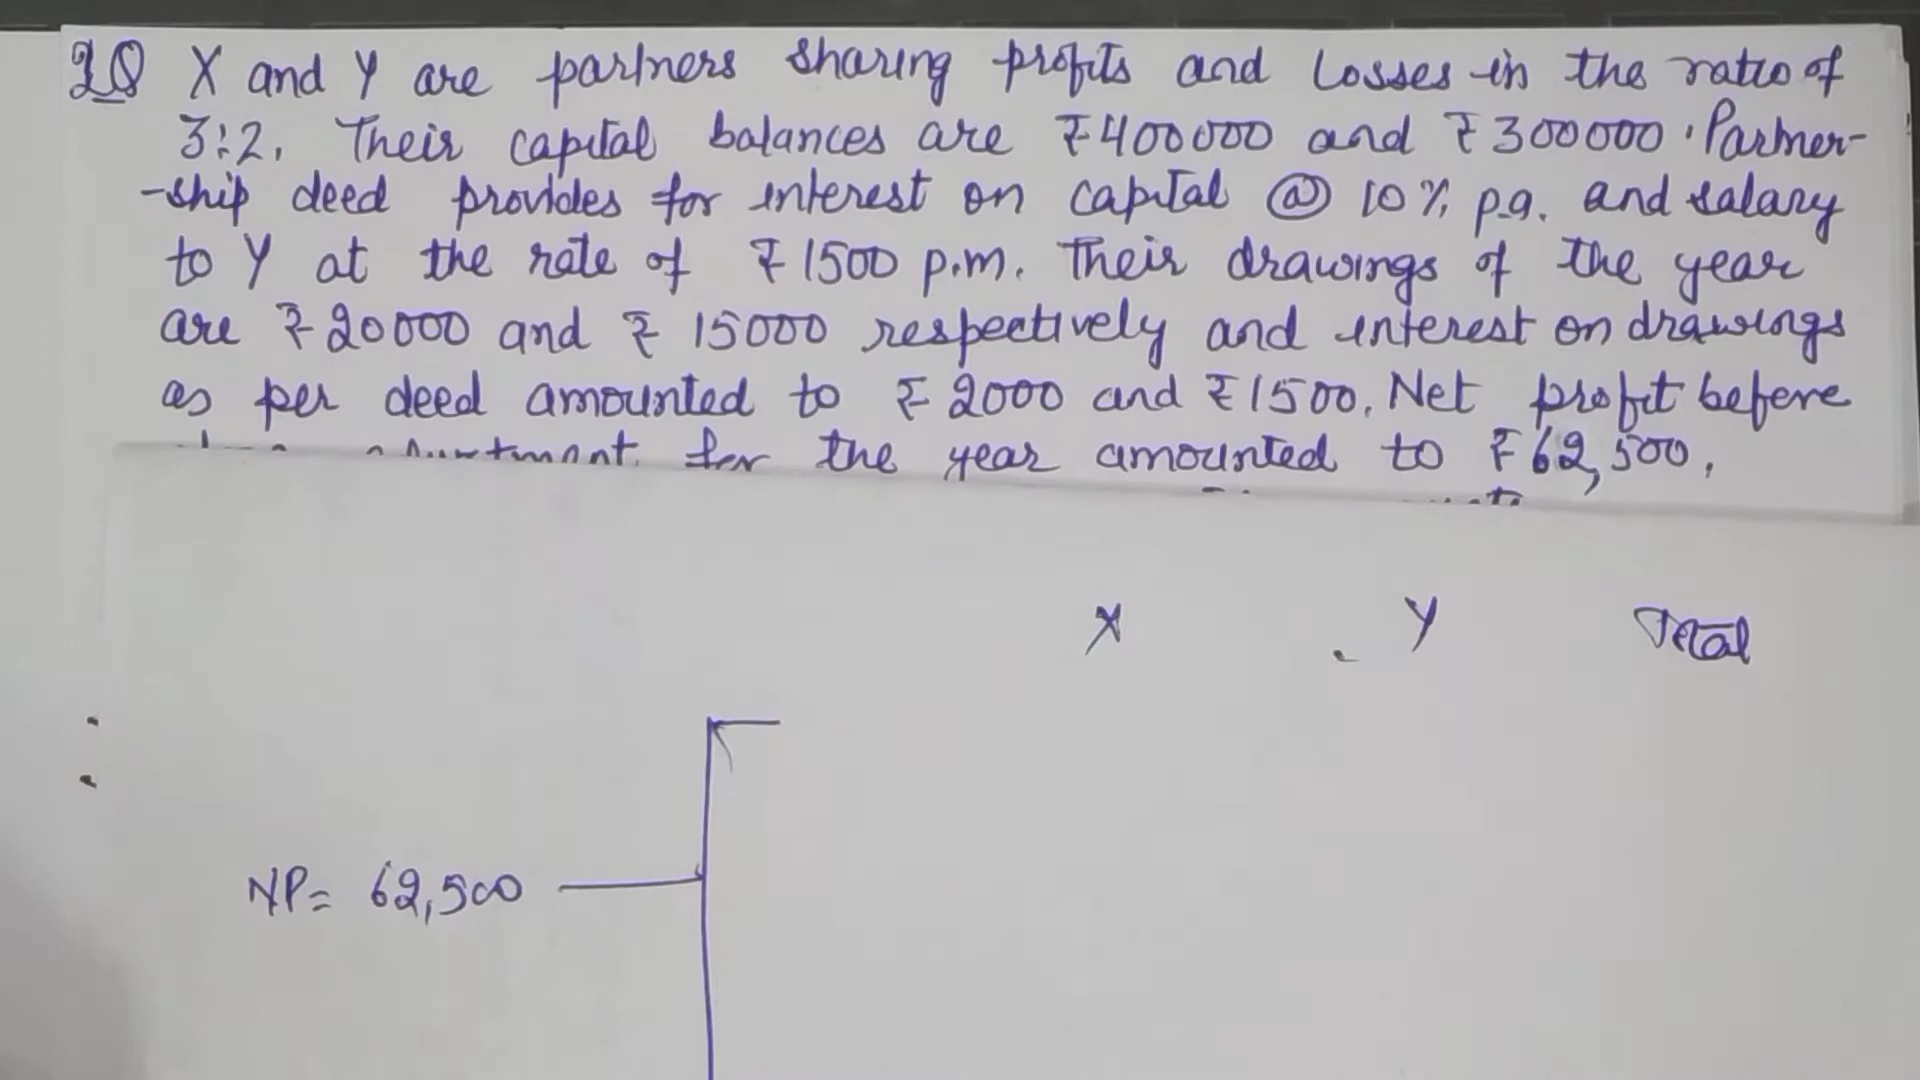 2Q X and Y are partners sharing profits and Losses in the ratio of
3:2. Their capital balances are ₹400000 and ₹300000. Partner-
-ship deed provides for interest on capital @ 10% p.a. and salary
to Y at the rate of ₹1500 p.m. Their drawings of the year
are ₹20000 and ₹ 15000 respectively and interest on drawings
as per deed amounted to ₹2000 and ₹1500. Net profit before
for the year amounted to ₹62,500.
X Y Total
NP= 62,500